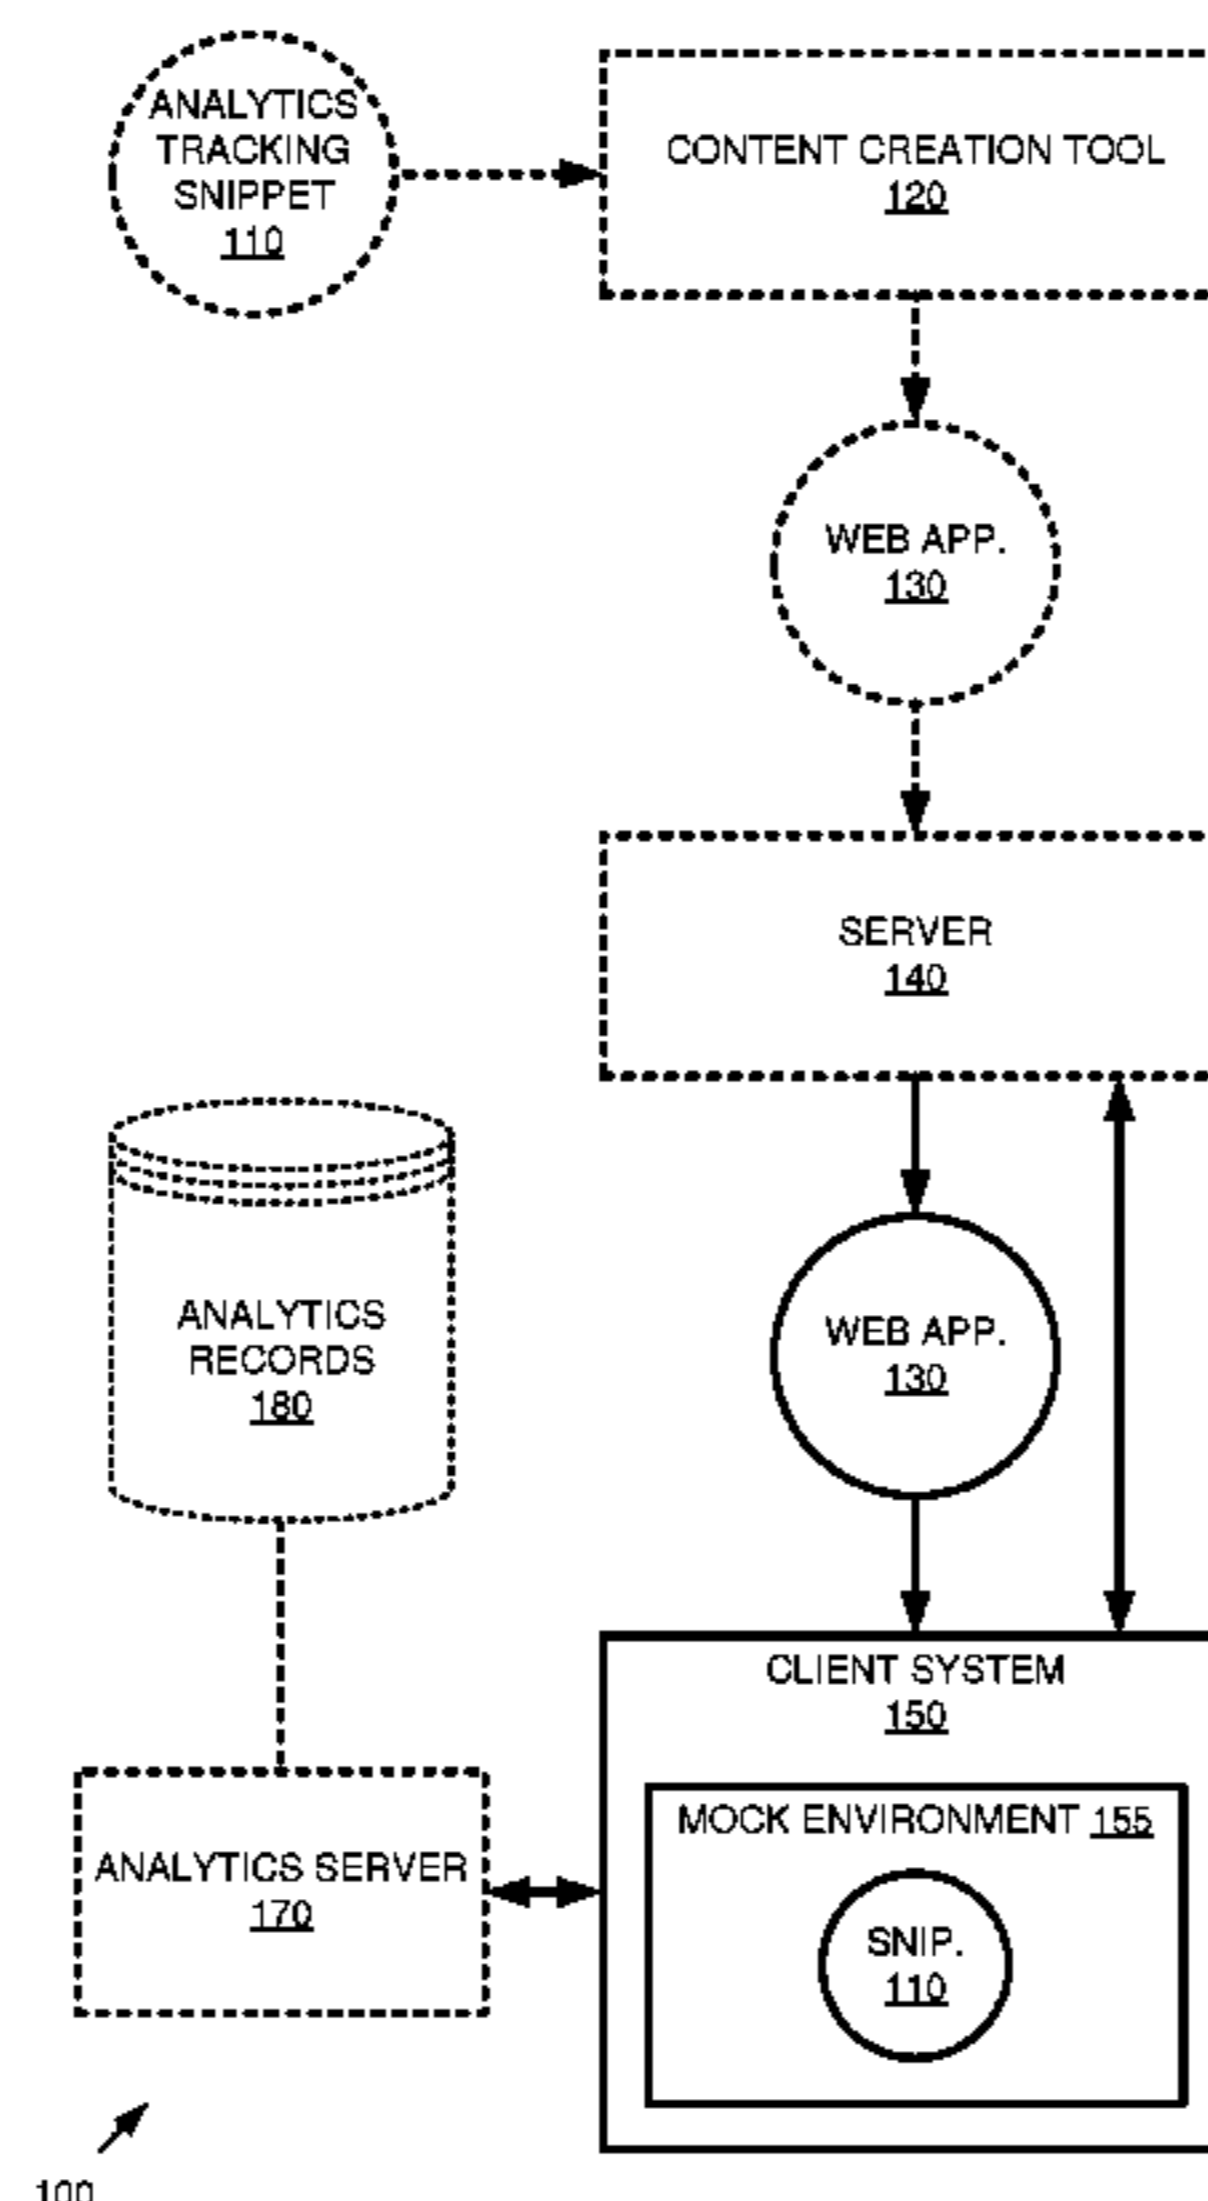 ANALYTICS
TRACKING
SNIPPET
110
CONTENT CREATION TOOL
120
WEB APP.
130
SERVER
140
ANALYTICS
RECORDS
180
WEB APP.
130
CLIENT SYSTEM
150
MOCK ENVIRONMENT 155
ANALYTICS SERVER
170
SNIP.
110
100